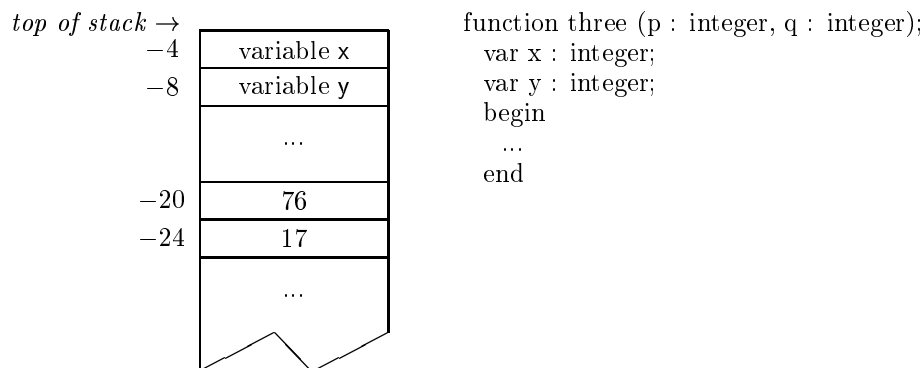 top of stack →
−4 variable x
−8 variable y
...
−20 76
−24 17
...
function three (p : integer, q : integer);
var x : integer;
var y : integer;
begin
...
end